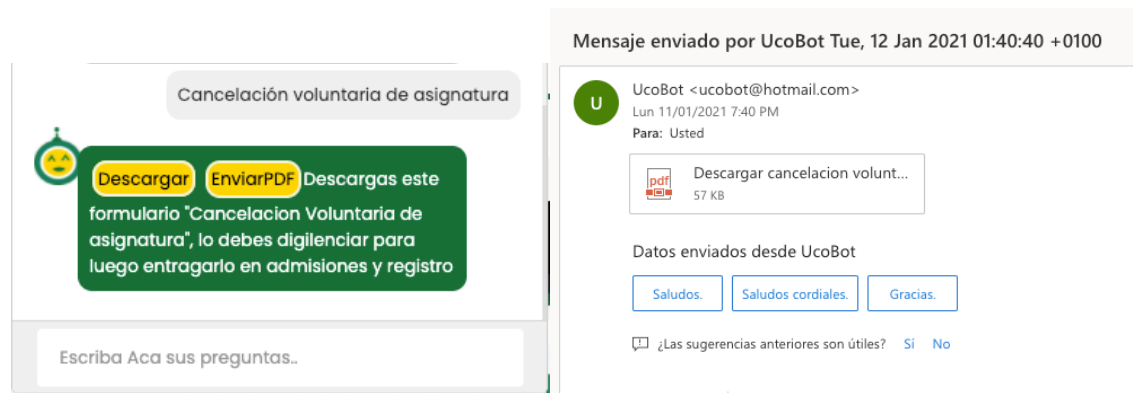 Cancelación voluntaria de asignatura
Descargar EnviarPDF Descargas este
formulario "Cancelacion Voluntaria de
asignatura", lo debes digilenciar para
luego entragarlo en admisiones y registro
Escriba Aca sus preguntas..
Mensaje enviado por UcoBot Tue, 12 Jan 2021 01:40:40 +0100
U
UcoBot <ucobot@hotmail.com>
Lun 11/01/2021 7:40 PM
Para: Usted
pdf
Descargar cancelacion volunt...
57 KB
Datos enviados desde UcoBot
Saludos. Saludos cordiales. Gracias.
¿Las sugerencias anteriores son útiles? Sí No